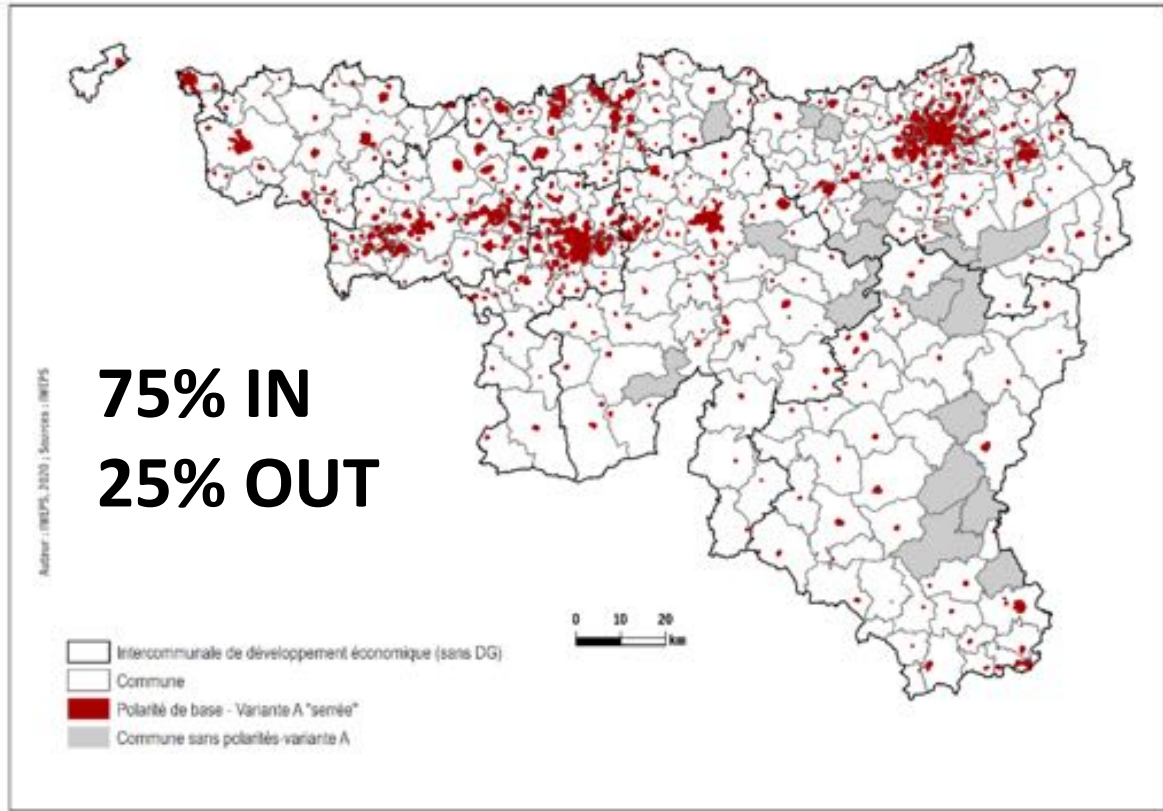 75% IN
25% OUT
Auteur : IWEPS, 2020 ; Sources : IWEPS
0 10 20
km
Intercommunale de développement économique (sans DG)
Commune
Polarité de base - Variante A "serrée"
Commune sans polarités-variante A